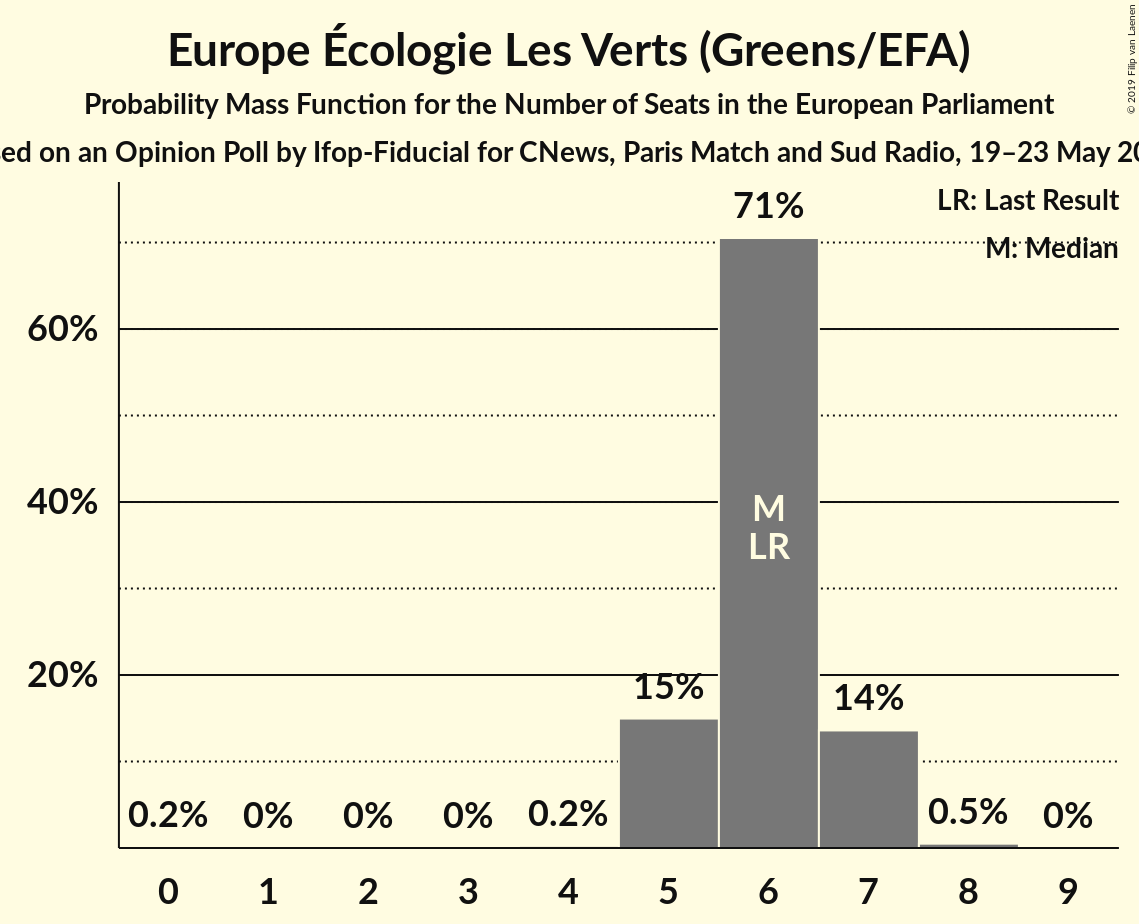 Europe Écologie Les Verts (Greens/EFA)
Probability Mass Function for the Number of Seats in the European Parliament
on an Opinion Poll by Ifop-Fiducial for CNews, Paris Match and Sud Radio, 19–23 May
© 2019 Filip van Laenen
LR: Last Result
M: Median
71%
60%
40%
M
LR
20%
15%
14%
0.2% 0% 0% 0% 0.2% 0.5% 0%
0 1 2 3 4 5 6 7 8 9